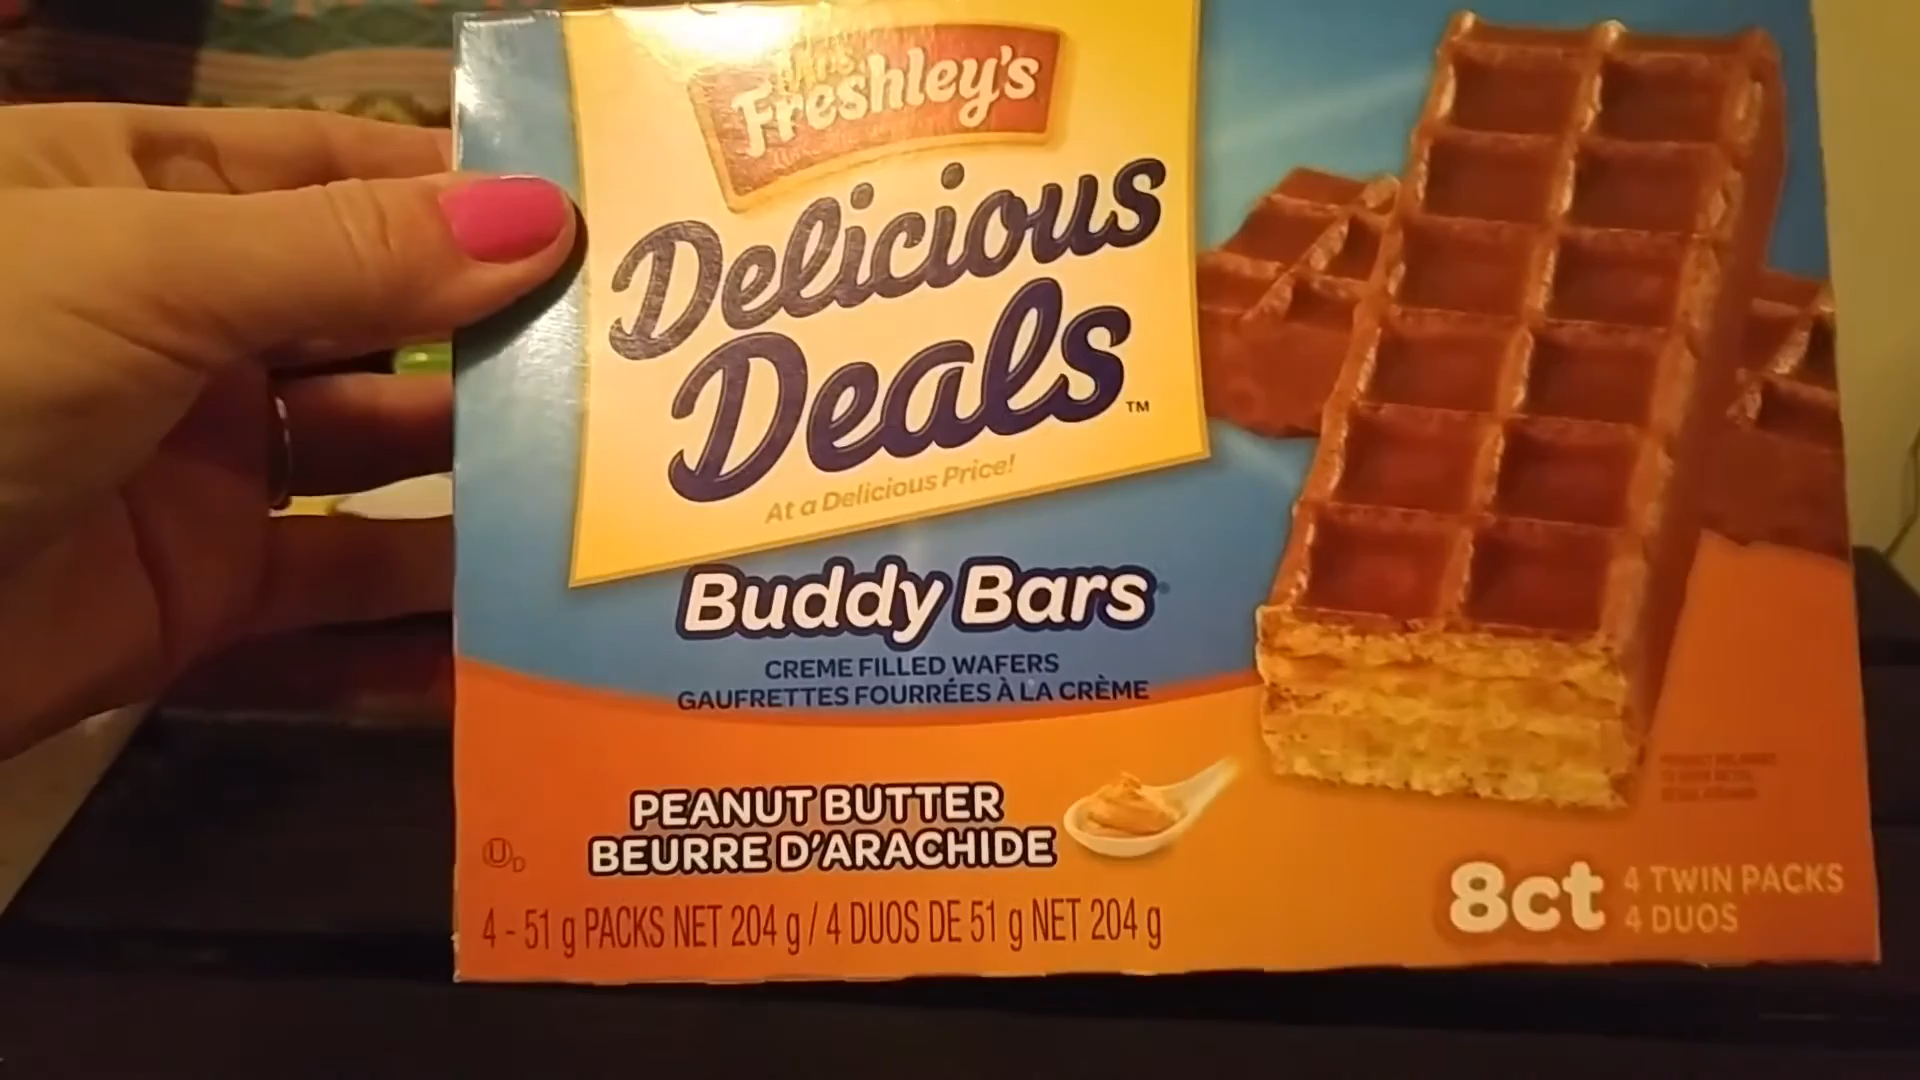 Mrs.
Freshley's
Delicious
Deals™
At a Delicious Price!
Buddy Bars
CREME FILLED WAFERS
GAUFRETTES FOURRÉES À LA CRÈME
PEANUT BUTTER
BEURRE D'ARACHIDE
U D
4 - 51 g PACKS NET 204 g / 4 DUOS DE 51 g NET 204 g
8ct
4 TWIN PACKS
4 DUOS